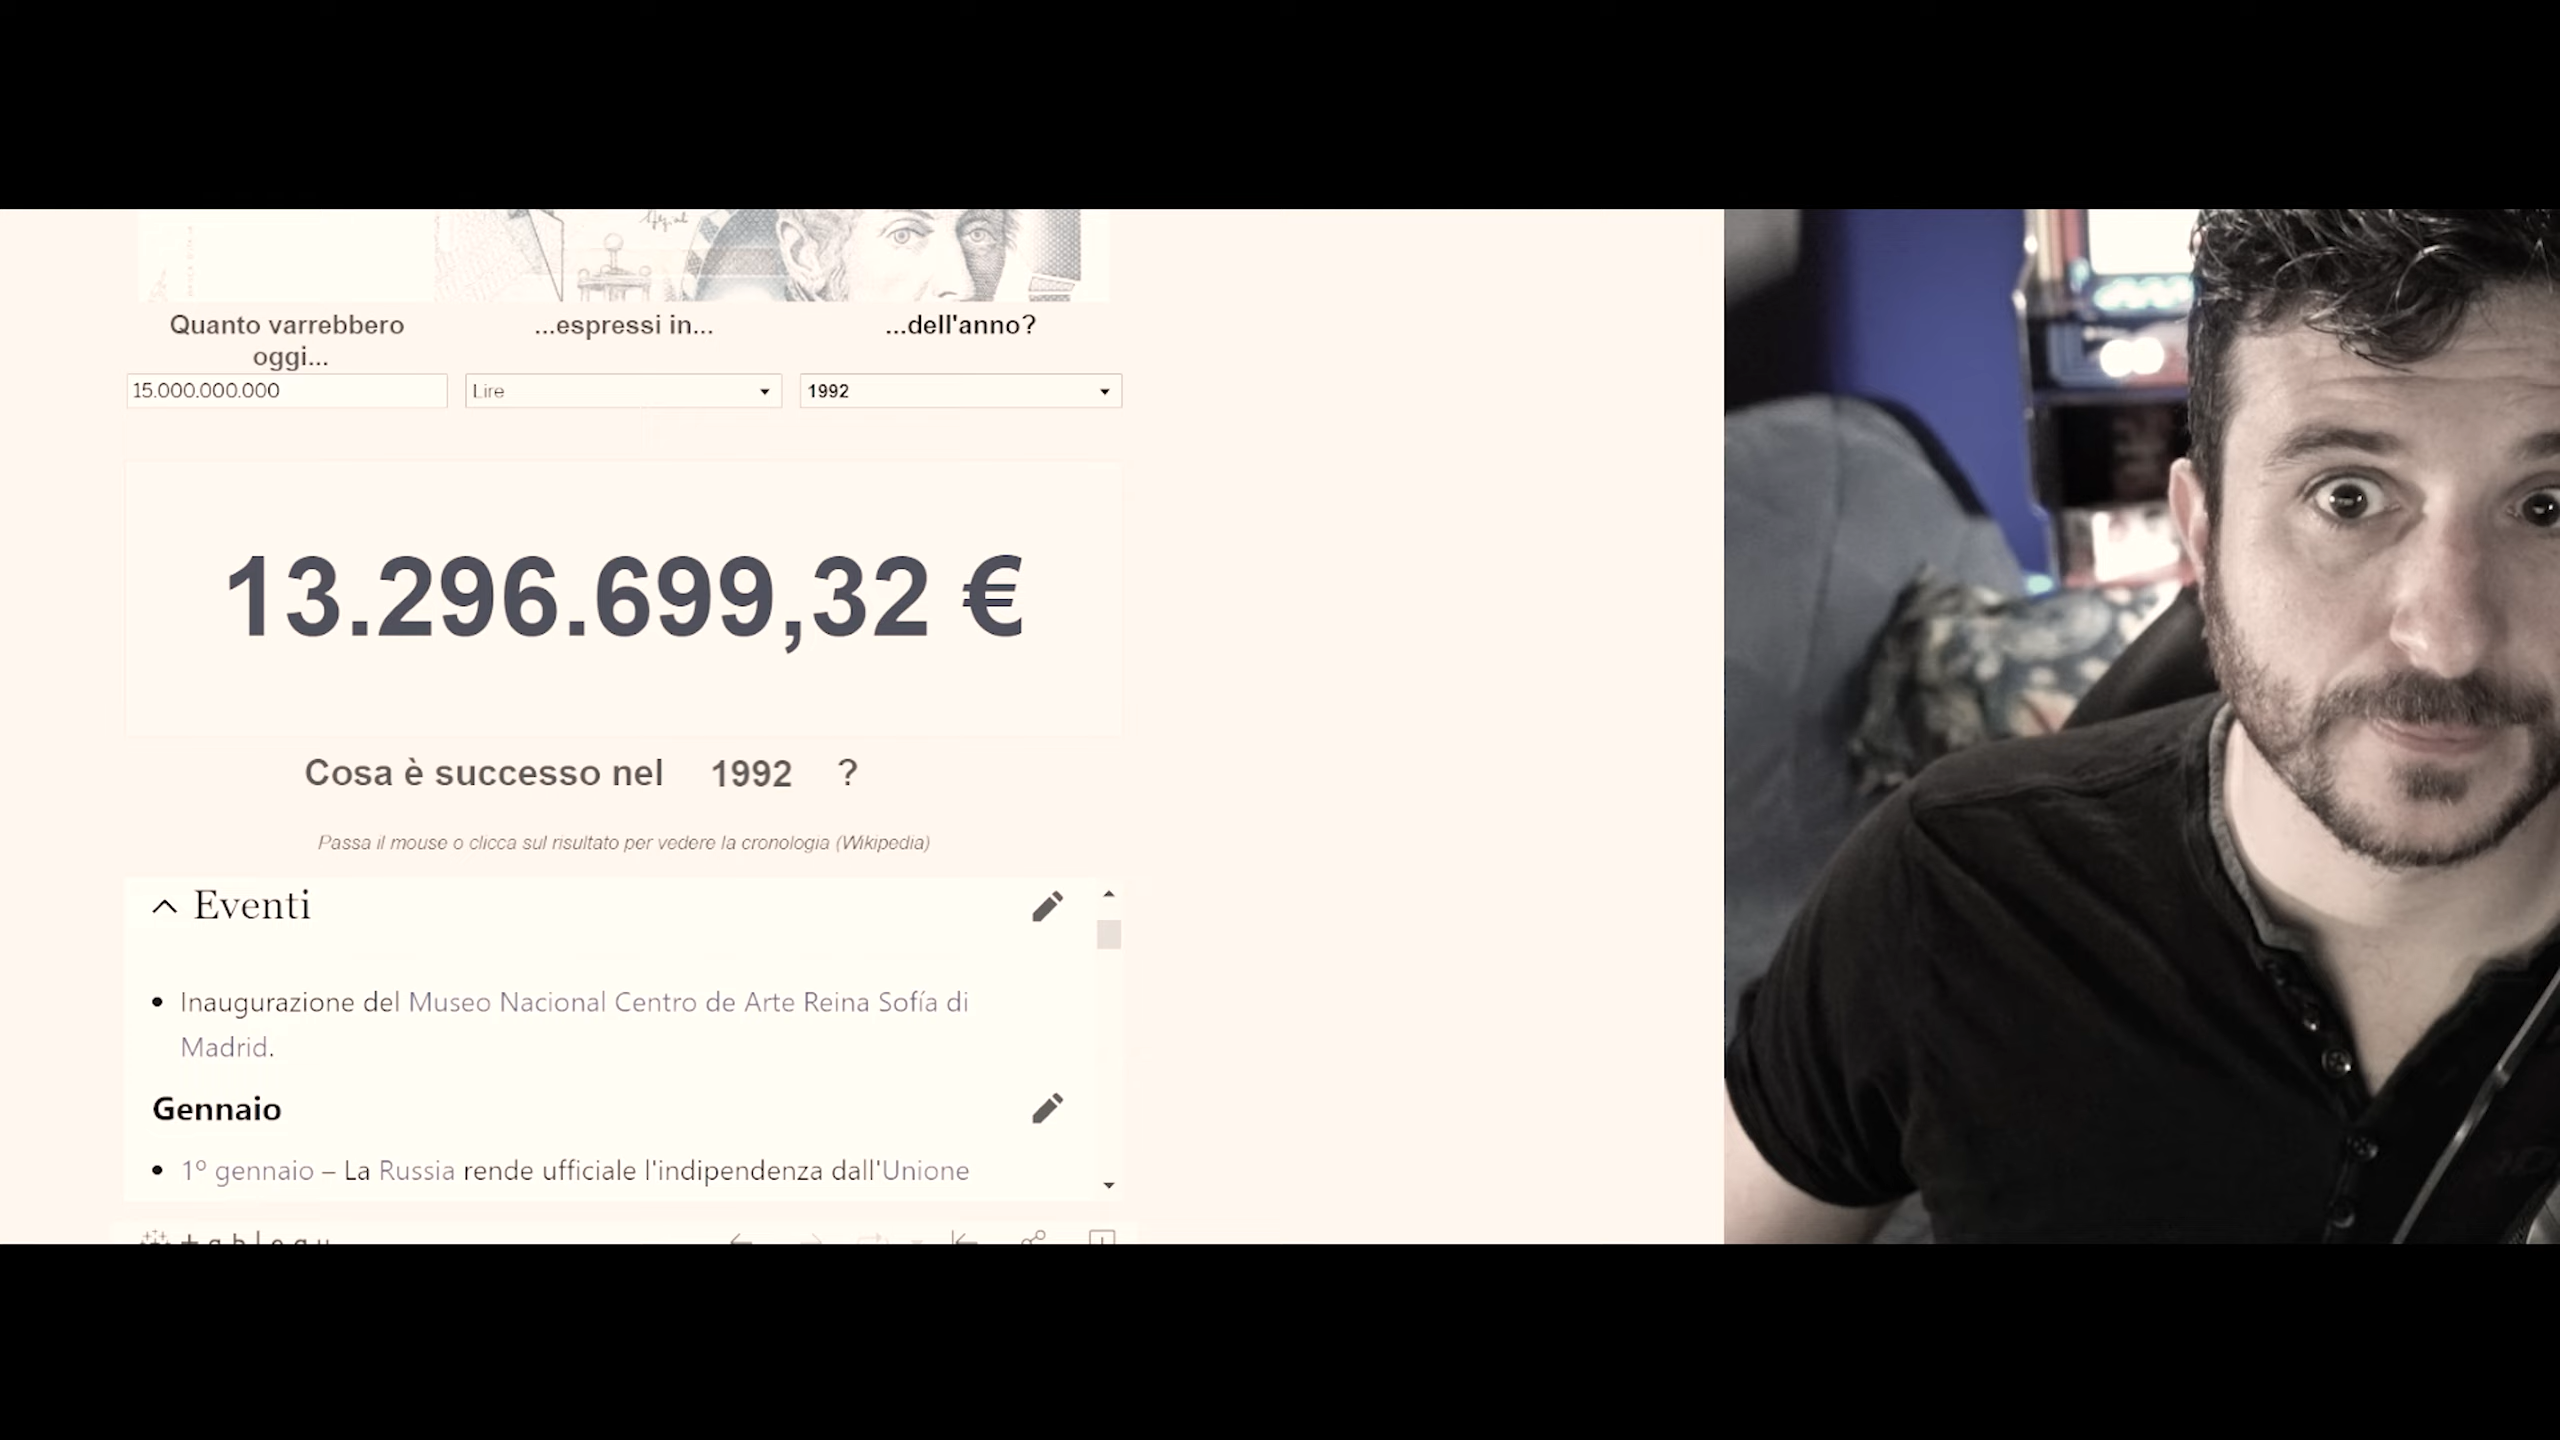 Quanto varrebbero
oggi...
...espressi in...
...dell'anno?
15.000.000.000
Lire
1992
13.296.699,32 €
Cosa è successo nel 1992 ?
Passa il mouse o clicca sul risultato per vedere la cronologia (Wikipedia)
Eventi
• Inaugurazione del Museo Nacional Centro de Arte Reina Sofía di
Madrid.
Gennaio
• 1º gennaio – La Russia rende ufficiale l'indipendenza dall'Unione